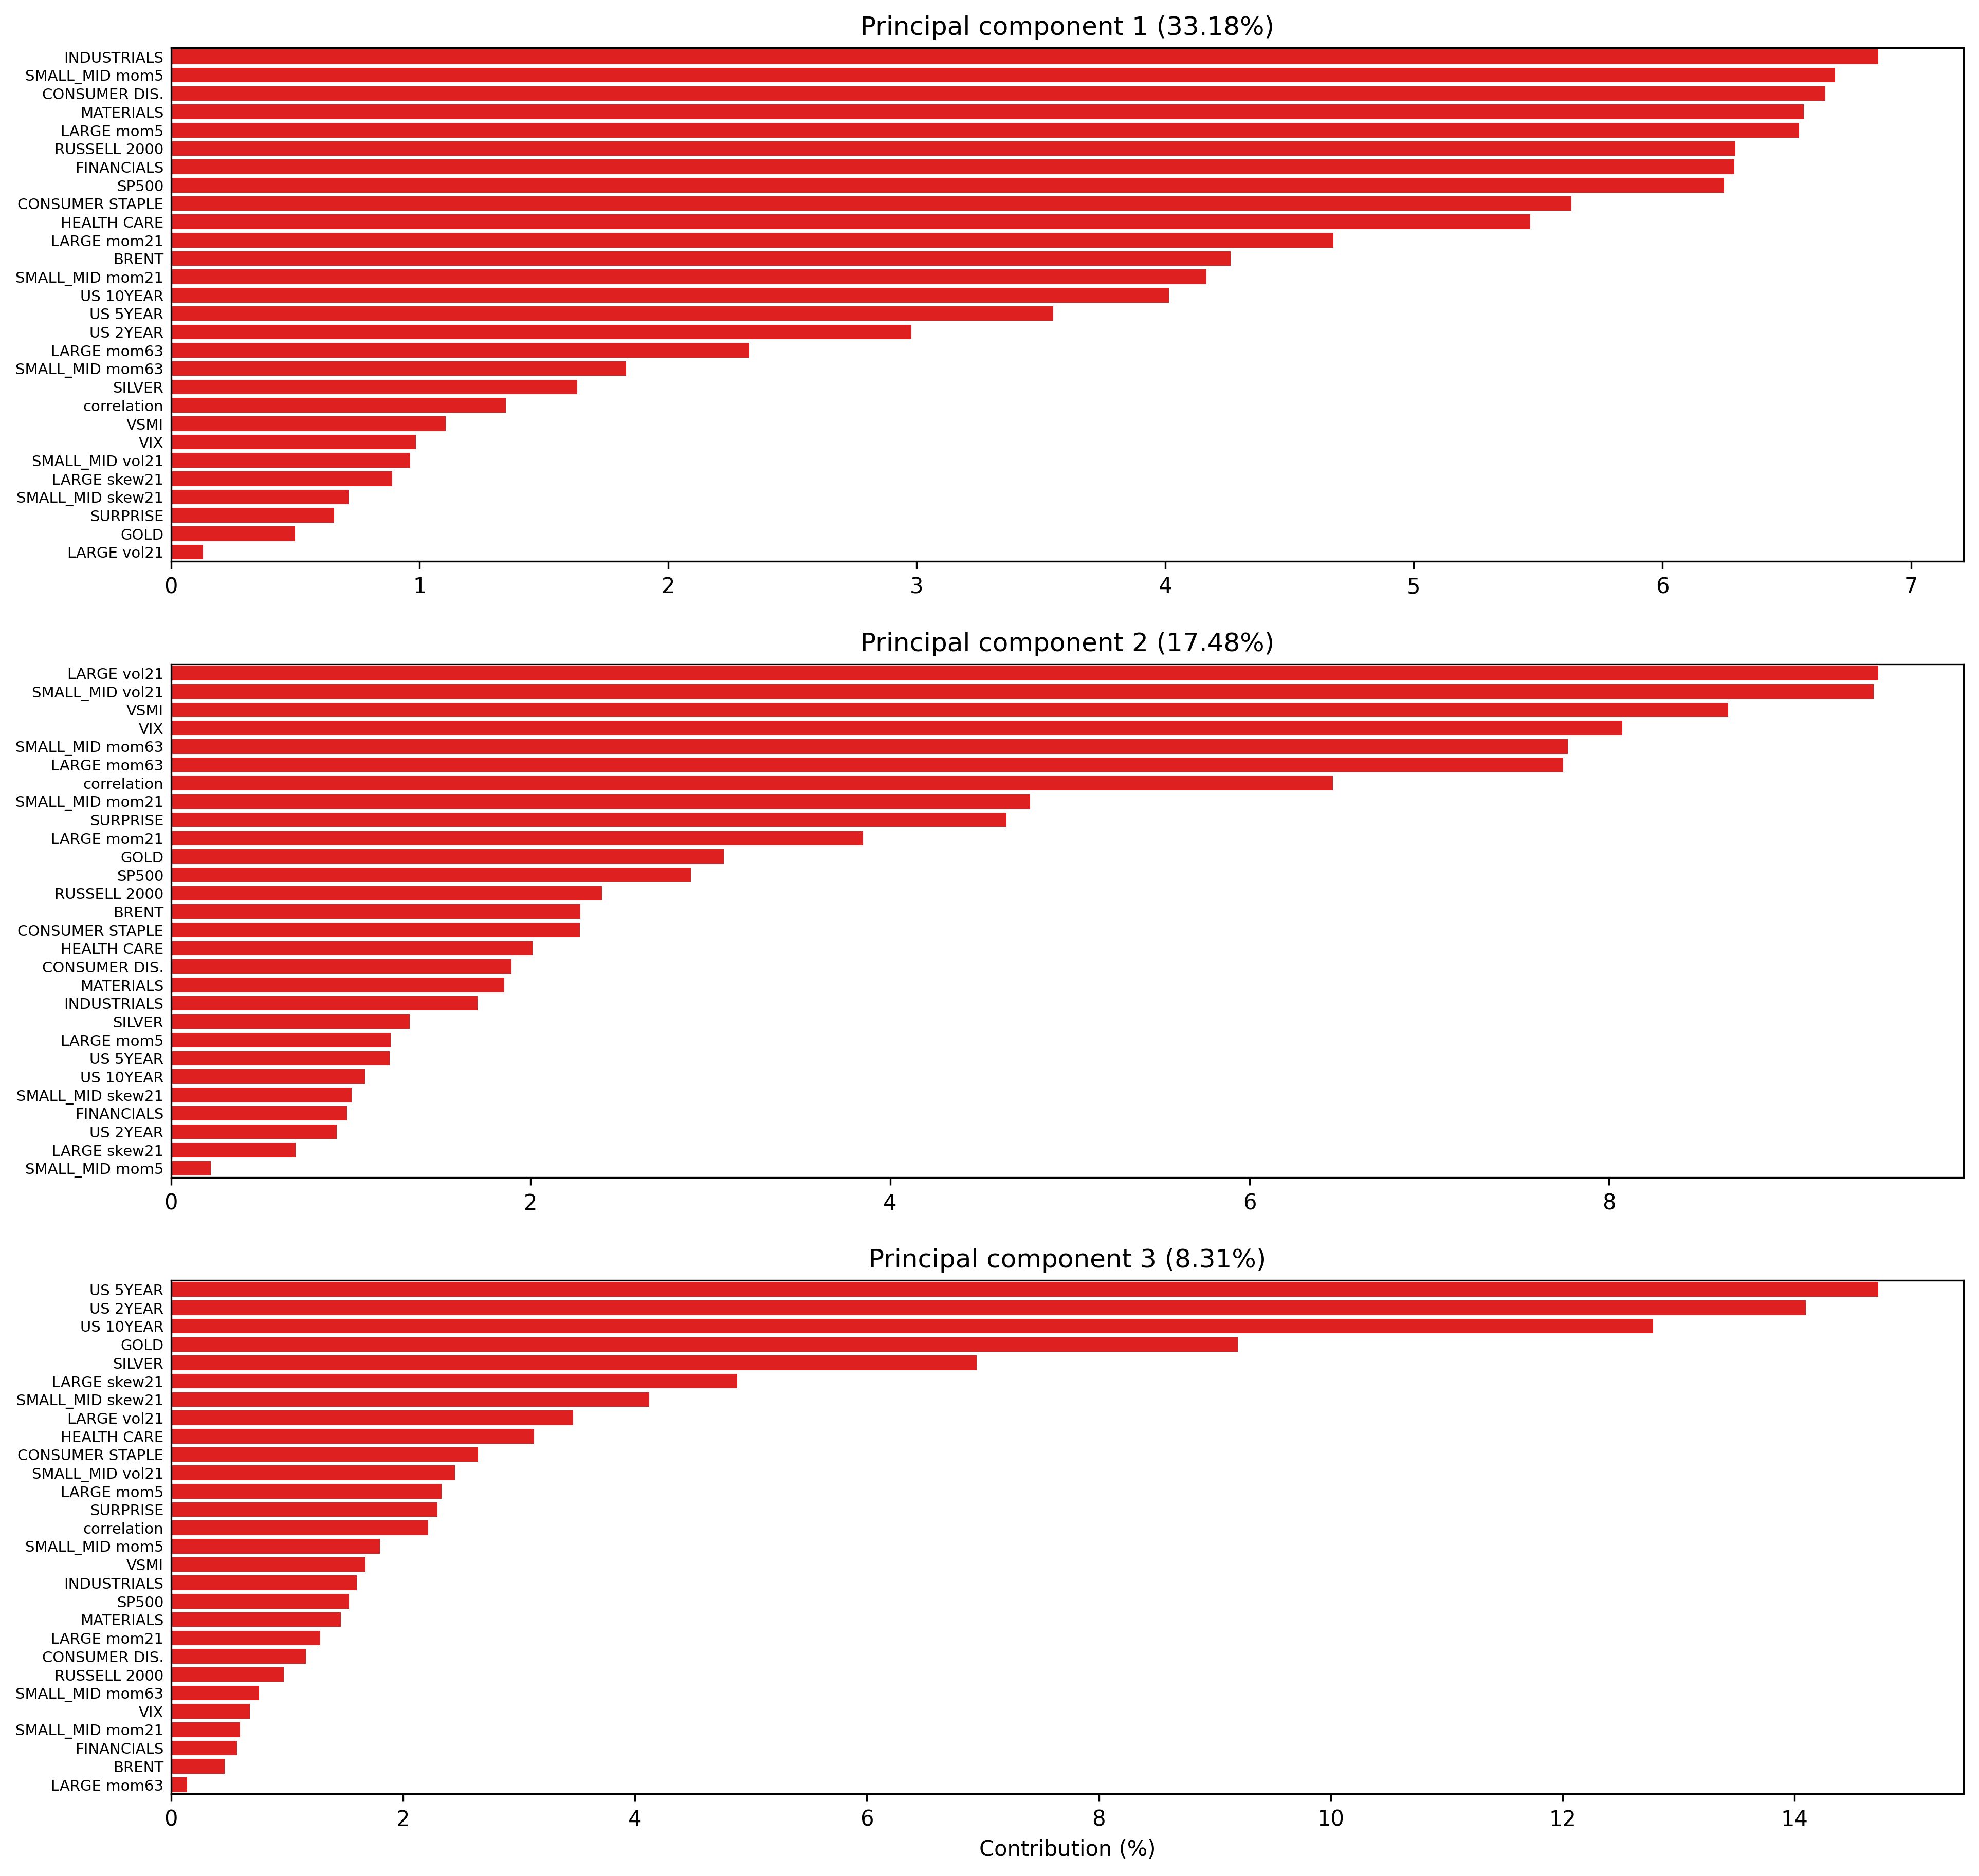 Principal component 1 (33.18%)
INDUSTRIALS
SMALL_MID mom5
CONSUMER DIS.
MATERIALS
LARGE mom5
RUSSELL 2000
FINANCIALS
SP500
CONSUMER STAPLE
HEALTH CARE
LARGE mom21
BRENT
SMALL_MID mom21
US 10YEAR
US 5YEAR
US 2YEAR
LARGE mom63
SMALL_MID mom63
SILVER
correlation
VSMI
VIX
SMALL_MID vol21
LARGE skew21
SMALL_MID skew21
SURPRISE
GOLD
LARGE vol21
0 1 2 3 4 5 6 7
Principal component 2 (17.48%)
LARGE vol21
SMALL_MID vol21
VSMI
VIX
SMALL_MID mom63
LARGE mom63
correlation
SMALL_MID mom21
SURPRISE
LARGE mom21
GOLD
SP500
RUSSELL 2000
BRENT
CONSUMER STAPLE
HEALTH CARE
CONSUMER DIS.
MATERIALS
INDUSTRIALS
SILVER
LARGE mom5
US 5YEAR
US 10YEAR
SMALL_MID skew21
FINANCIALS
US 2YEAR
LARGE skew21
SMALL_MID mom5
0 2 4 6 8
Principal component 3 (8.31%)
US 5YEAR
US 2YEAR
US 10YEAR
GOLD
SILVER
LARGE skew21
SMALL_MID skew21
LARGE vol21
HEALTH CARE
CONSUMER STAPLE
SMALL_MID vol21
LARGE mom5
SURPRISE
correlation
SMALL_MID mom5
VSMI
INDUSTRIALS
SP500
MATERIALS
LARGE mom21
CONSUMER DIS.
RUSSELL 2000
SMALL_MID mom63
VIX
SMALL_MID mom21
FINANCIALS
BRENT
LARGE mom63
0 2 4 6 8 10 12 14
Contribution (%)